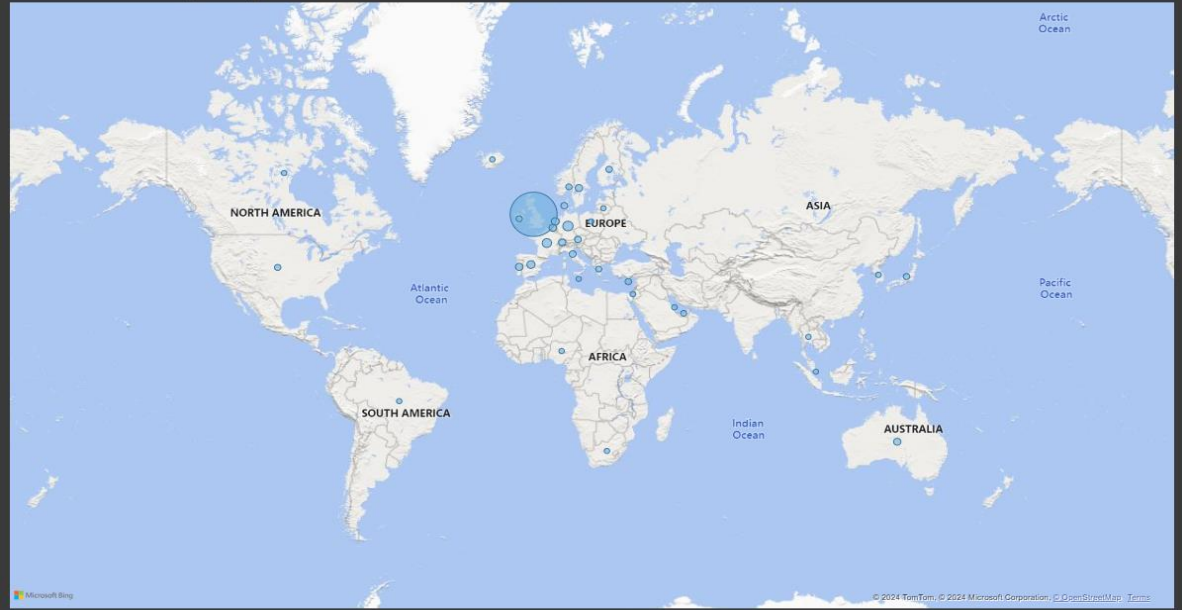 Arctic
Ocean
NORTH AMERICA
ASIA
EUROPE
Atlantic
Ocean
Pacific
Ocean
AFRICA
SOUTH AMERICA
Indian
Ocean
AUSTRALIA
Microsoft Bing
© 2024 TomTom, © 2024 Microsoft Corporation, © OpenStreetMap Terms